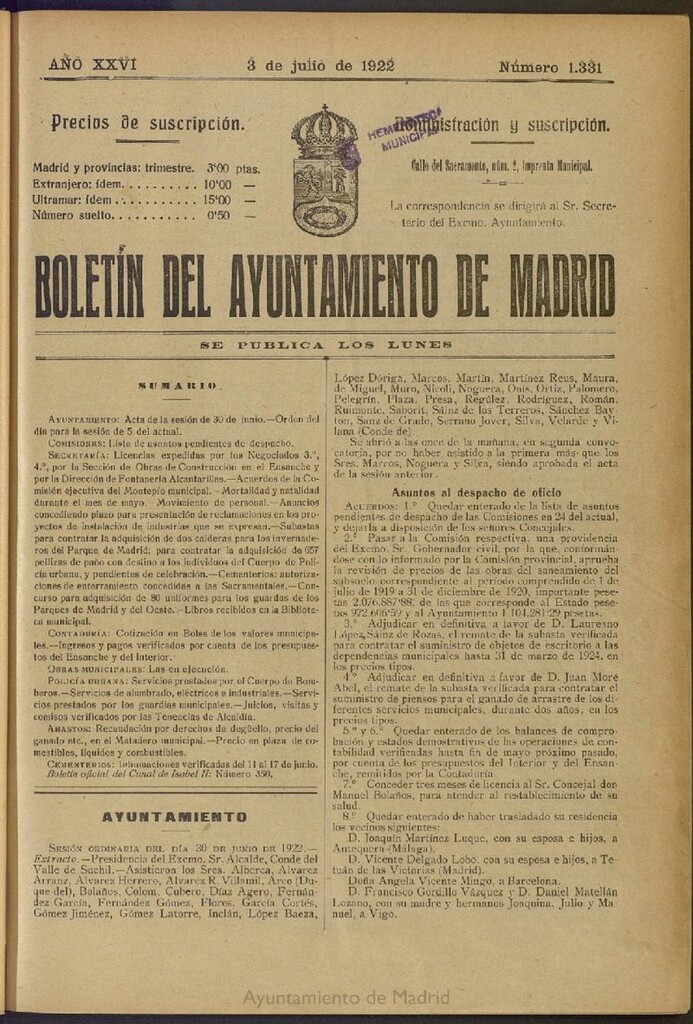 AÑO XXVI
3 de julio de 1922
Número 1.331
Precios de suscripción.
Madrid y provincias: trimestre. 3'00 ptas.
Extranjero: ídem.......... 10'00 —
Ultramar: ídem........... 15'00 —
Número suelto........... 0'50 —
HEMEROTECA
MUNICIPAL
Administración y suscripción.
Calle del Sacramento, núm. 2, Imprenta Municipal.
La correspondencia se dirigirá al Sr. Secre-
tario del Excmo. Ayuntamiento.
BOLETÍN DEL AYUNTAMIENTO DE MADRID
SE PUBLICA LOS LUNES
SUMARIO
AYUNTAMIENTO: Acta de la sesión de 30 de junio.—Orden del
día para la sesión de 5 del actual.
COMISIONES: Lista de asuntos pendientes de despacho.
SECRETARÍA: Licencias expedidas por los Negociados 3.º,
4.º, por la Sección de Obras de Construcción en el Ensanche y
por la Dirección de Fontanería Alcantarillas.—Acuerdos de la Co-
misión ejecutiva del Montepío municipal.—Mortalidad y natalidad
durante el mes de mayo.—Movimiento de personal.—Anuncios
concediendo plazo para presentación de reclamaciones en los pro-
yectos de instalación de industrias que se expresan.—Subastas
para contratar la adquisición de dos calderas para los invernade-
ros del Parque de Madrid; para contratar la adquisición de 657
pellizas de paño con destino a los individuos del Cuerpo de Poli-
cía urbana, y pendientes de celebración.—Cementerios: autoriza-
ciones de enterramiento concedidas a las Sacramentales.—Con-
curso para adquisición de 80 uniformes para los guardas de los
Parques de Madrid y del Oeste.—Libros recibidos en la Bibliote-
ca municipal.
CONTADURÍA: Cotización en Bolsa de los valores municipa-
les.—Ingresos y pagos verificados por cuenta de los presupues-
tos del Ensanche y del Interior.
OBRAS MUNICIPALES: Las en ejecución.
POLICÍA URBANA: Servicios prestados por el Cuerpo de Bom-
beros.—Servicios de alumbrado, eléctricos e industriales.—Servi-
cios prestados por los guardias municipales.—Juicios, visitas y
comisos verificados por las Tenencias de Alcaldía.
ABASTOS: Recaudación por derechos de degüello, precio del
ganado etc., en el Matadero municipal.—Precio en plaza de co-
mestibles, líquidos y combustibles.
CEMENTERIOS: Inhumaciones verificadas del 11 al 17 de junio.
Boletín oficial del Canal de Isabel II: Número 358.
AYUNTAMIENTO
SESIÓN ORDINARIA DEL DÍA 30 DE JUNIO DE 1922.—
Extracto.—Presidencia del Excmo. Sr. Alcalde, Conde del
Valle de Suchil.—Asistieron los Sres. Alberca, Alvarez
Arranz, Alvarez Herrero, Alvarez R. Villamil, Arco (Du-
que del), Bolaños, Colom, Cubero, Díaz Agero, Fernán-
dez García, Fernández Gómez, Flores, García Cortés,
Gómez Jiménez, Gómez Latorre, Inclán, López Baeza,
López Dóriga, Marcos, Martín, Martínez Reus, Maura,
de Miguel, Muro, Nicoli, Noguera, Onís, Ortiz, Palomero,
Pelegrín, Plaza, Presa, Regúlez, Rodríguez, Román,
Ruimonte, Saborit, Sáinz de los Terreros, Sánchez Bay-
ton, Sanz de Grado, Serrano Jover, Silva, Velarde y Vi-
lana (Conde de).
Se abrió a las once de la mañana, en segunda convo-
catoria, por no haber asistido a la primera más que los
Sres. Marcos, Noguera y Silva, siendo aprobada el acta
de la sesión anterior.
Asuntos al despacho de oficio
ACUERDOS: 1.º Quedar enterado de la lista de asuntos
pendientes de despacho de las Comisiones en 24 del actual,
y dejarla a disposición de los señores Concejales.
2.º Pasar a la Comisión respectiva, una providencia
del Excmo. Sr. Gobernador civil, por la que, conformán-
dose con lo informado por la Comisión provincial, aprueba
la revisión de precios de las obras del saneamiento del
subsuelo correspondiente al período comprendido de 1 de
julio de 1919 a 31 de diciembre de 1920, importante pese-
tas 2.076.887'88, de las que corresponde al Estado pese-
tas 972.606'59 y al Ayuntamiento 1.104.281'29 pesetas.
3.º Adjudicar en definitiva a favor de D. Laureano
López Sáinz de Rozas, el remate de la subasta verificada
para contratar el suministro de objetos de escritorio a las
dependencias municipales hasta 31 de marzo de 1924, en
los precios tipos.
4.º Adjudicar en definitiva a favor de D. Juan Moré
Abel, el remate de la subasta verificada para contratar el
suministro de piensos para el ganado de arrastre de los di-
ferentes servicios municipales, durante dos años, en los
precios tipos.
5.º y 6.º Quedar enterado de los balances de compro-
bación y estados demostrativos de las operaciones de con-
tabilidad verificadas hasta fin de mayo próximo pasado,
por cuenta de los presupuestos del Interior y del Ensan-
che, remitidos por la Contaduría.
7.º Conceder tres meses de licencia al Sr. Concejal don
Manuel Bolaños, para atender al restablecimiento de su
salud.
8.º Quedar enterado de haber trasladado su residencia
los vecinos siguientes:
D. Joaquín Martínez Luque, con su esposa e hijos, a
Antequera (Málaga).
D. Vicente Delgado Lobo, con su esposa e hijos, a Te-
tuán de las Victorias (Madrid).
Doña Angela Vicente Mingo, a Barcelona.
D. Francisco Gordillo Vázquez y D. Daniel Matellán
Lozano, con su madre y hermanos Joaquina, Julio y Ma-
nuel, a Vigo.
Ayuntamiento de Madrid